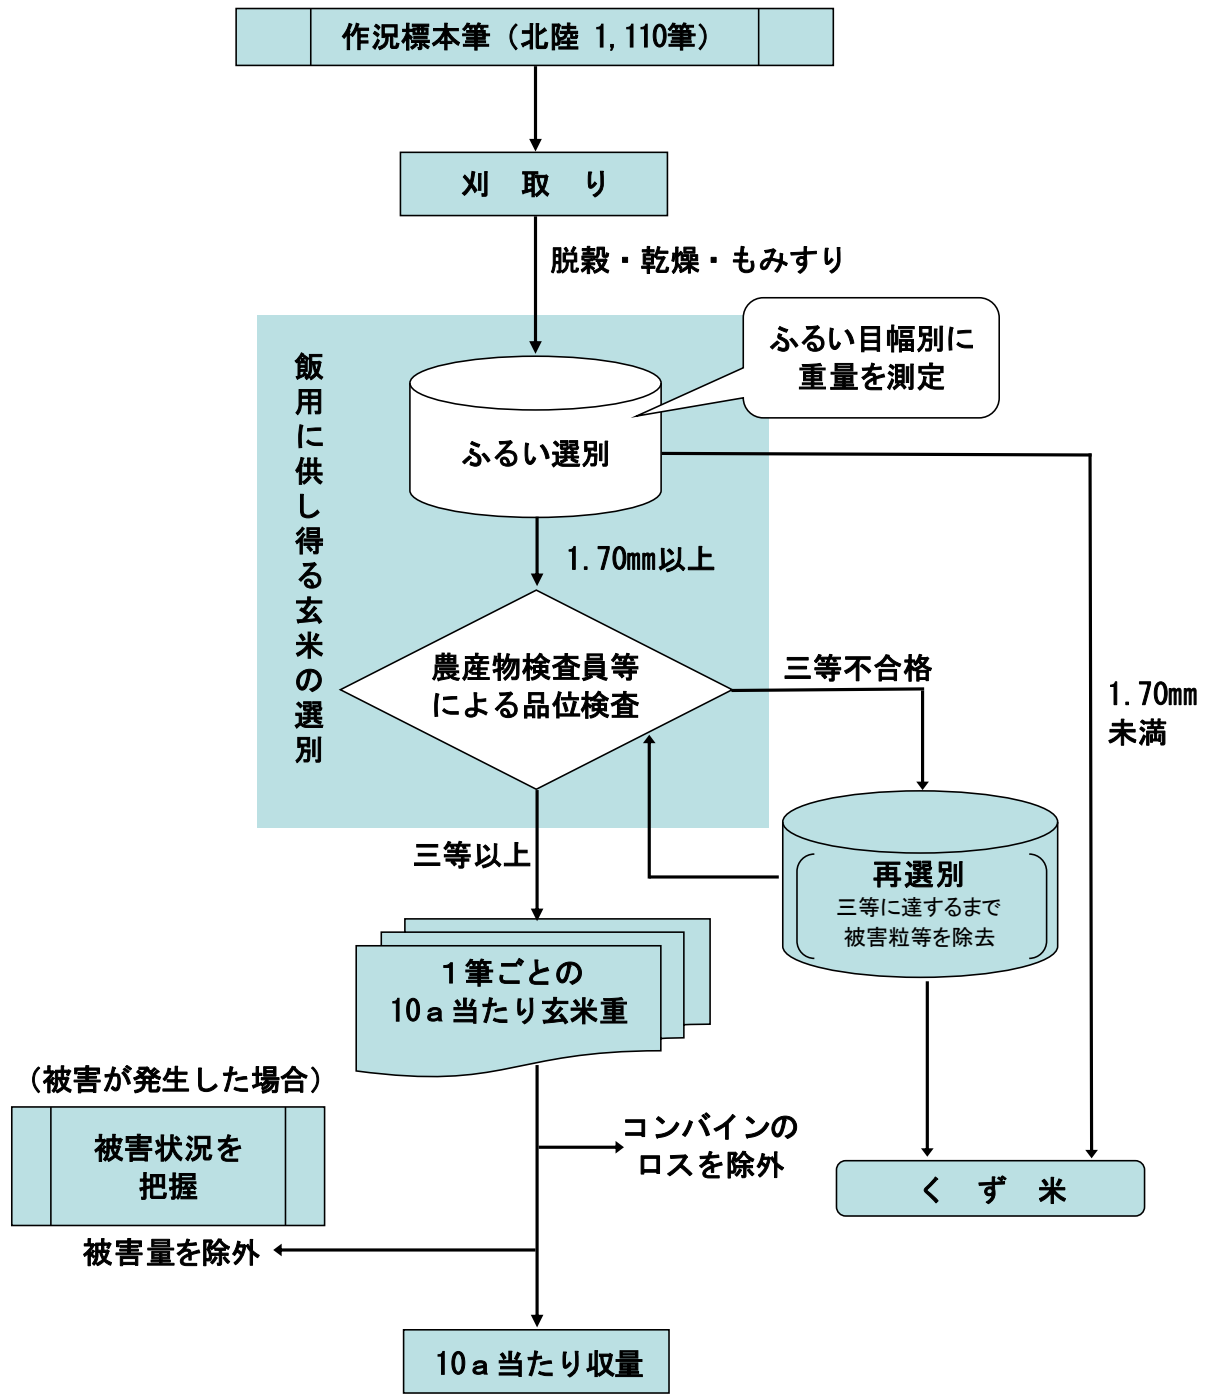 作況標本筆（北陸 1,110筆）
刈 取 り
脱穀・乾燥・もみすり
ふるい目幅別に
重量を測定
飯用に供し得る玄米の選別
ふるい選別
1.70mm以上
農産物検査員等
による品位検査
三等不合格
1.70mm
未満
三等以上
再選別
三等に達するまで
被害粒等を除去
１筆ごとの
10a当たり玄米重
（被害が発生した場合）
被害状況を
把握
コンバインの
ロスを除外
く ず 米
被害量を除外
10a当たり収量